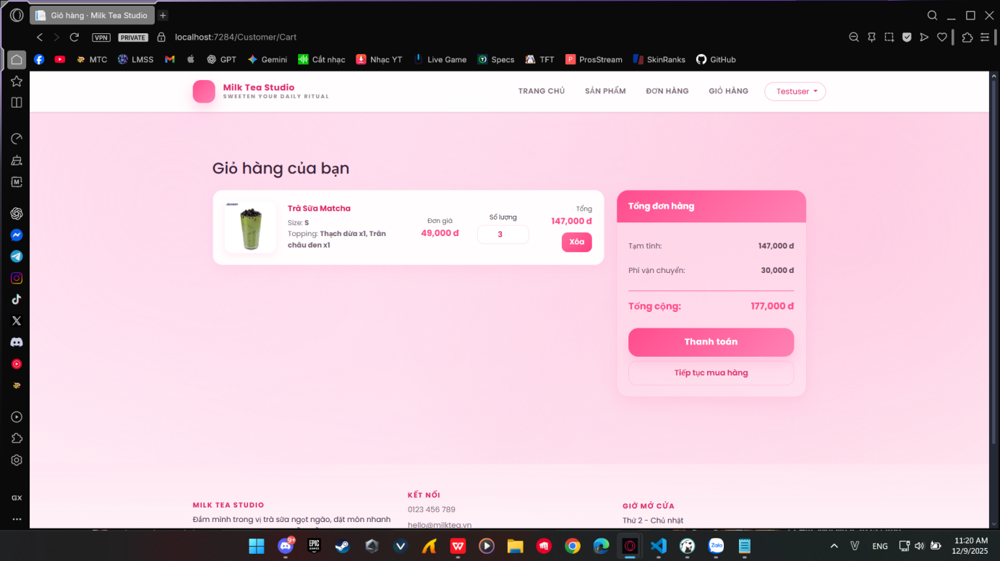 Giỏ hàng · Milk Tea Studio
VPN
PRIVATE
localhost:7284/Customer/Cart
MTC
LMSS
GPT
Gemini
Cắt nhạc
Nhạc YT
Live Game
Specs
TFT
ProsStream
SkinRanks
GitHub
Milk Tea Studio
SWEETEN YOUR DAILY RITUAL
TRANG CHỦ
SẢN PHẨM
ĐƠN HÀNG
GIỎ HÀNG
Testuser
Giỏ hàng của bạn
Trà Sữa Matcha
Size: S
Topping: Thạch dừa x1, Trân
châu đen x1
Đơn giá
49,000 đ
Số lượng
3
Tổng
147,000 đ
Xóa
Tổng đơn hàng
Tạm tính:
147,000 đ
Phí vận chuyển:
30,000 đ
Tổng cộng:
177,000 đ
Thanh toán
Tiếp tục mua hàng
MILK TEA STUDIO
Đắm mình trong vị trà sữa ngọt ngào, đặt món nhanh
KẾT NỐI
0123 456 789
hello@milktea.vn
GIỜ MỞ CỬA
Thứ 2 - Chủ nhật
GX
9+
EPIC
GAMES
Zalo
ENG
11:20 AM
12/9/2025